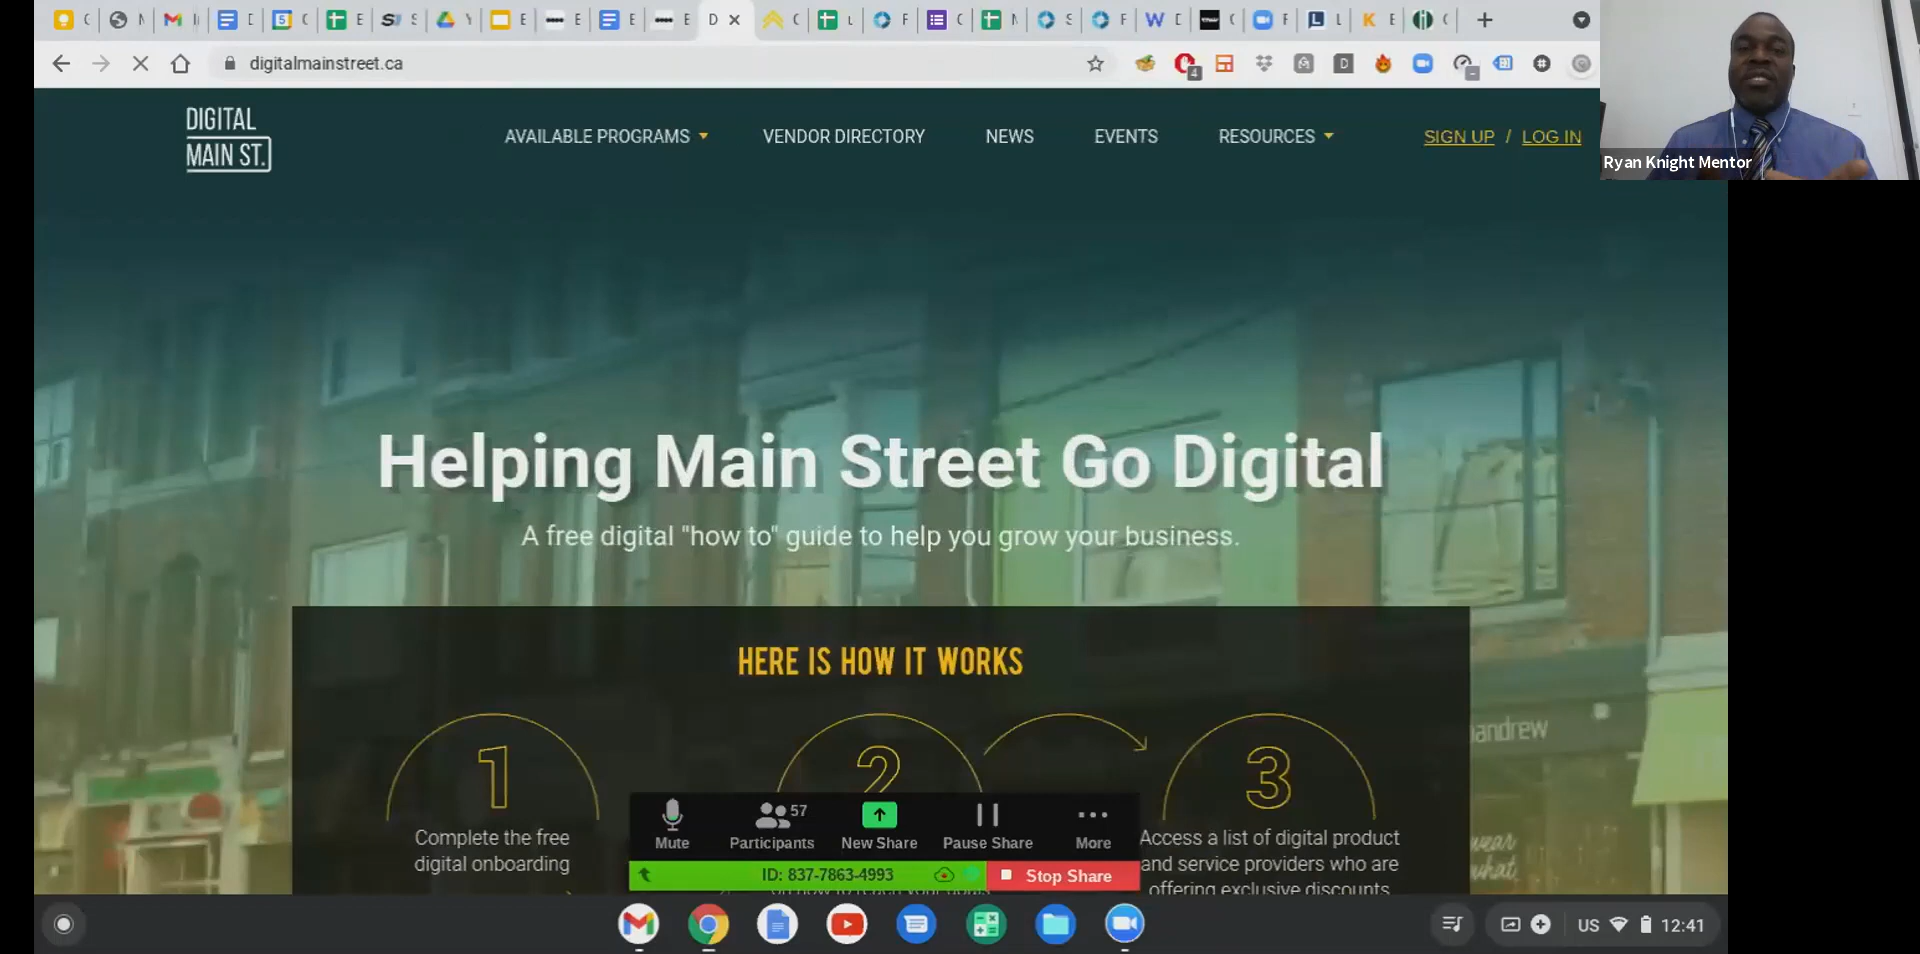 digitalmainstreet.ca
4
DIGITAL
MAIN ST.
AVAILABLE PROGRAMS
VENDOR DIRECTORY
NEWS
EVENTS
RESOURCES
SIGN UP / LOG IN
Ryan Knight Mentor
Helping Main Street Go Digital
A free digital "how to" guide to help you grow your business.
HERE IS HOW IT WORKS
1
2
3
Complete the free
digital onboarding
Access a list of digital product
and service providers who are
offering exclusive discounts
andrew
wear
what
Mute
Participants
57
New Share
Pause Share
More
ID: 837-7863-4993
Stop Share
US
12:41